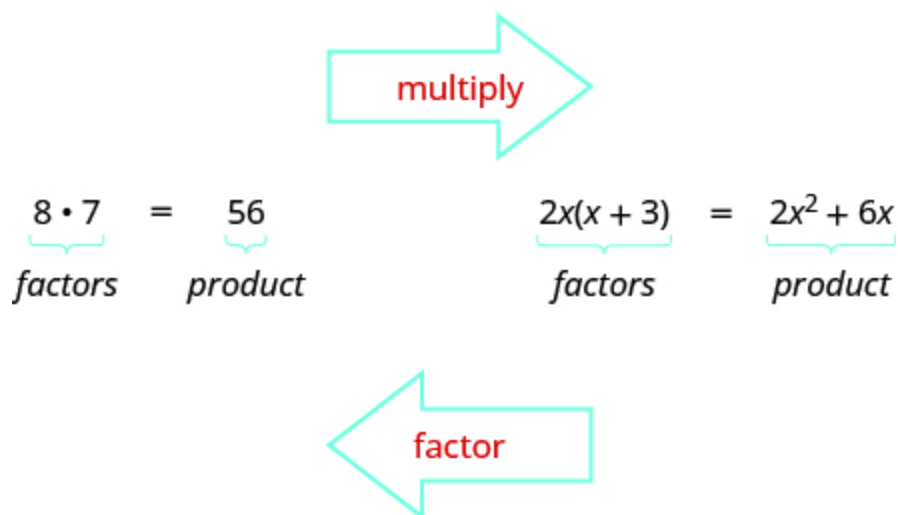 multiply
8 • 7 = 56
factors product
2x(x + 3) = 2x² + 6x
factors product
factor